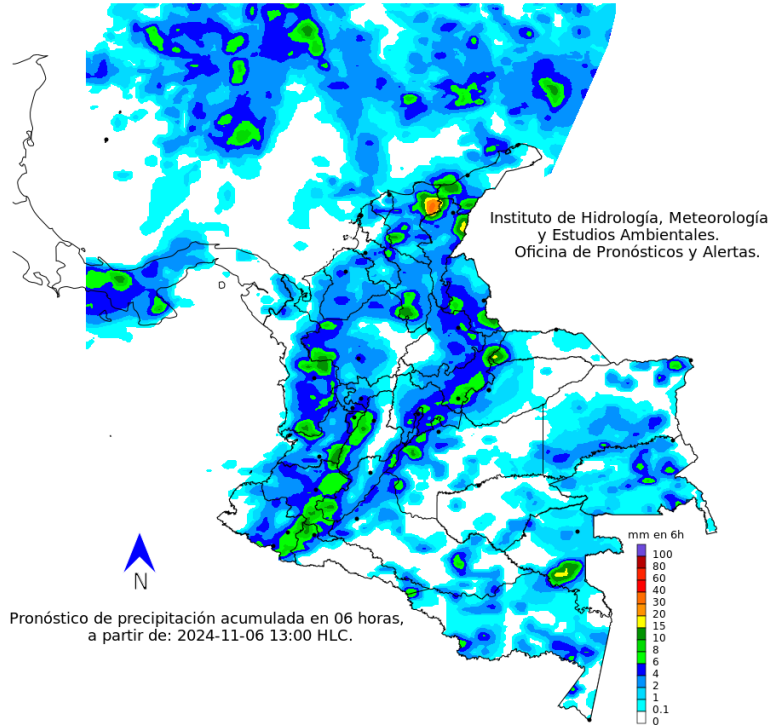 Instituto de Hidrología, Meteorología
y Estudios Ambientales.
Oficina de Pronósticos y Alertas.
mm en 6h
100
80
60
40
30
20
15
10
8
6
4
2
1
0.1
0
N
Pronóstico de precipitación acumulada en 06 horas,
a partir de: 2024-11-06 13:00 HLC.